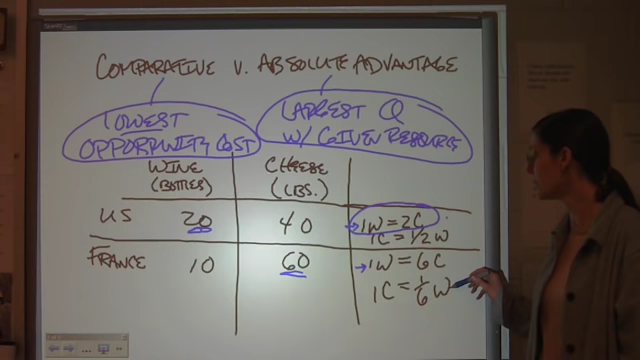 COMPARATIVE V. ABSOLUTE ADVANTAGE
LOWEST
OPPORTUNITY COST
LARGEST Q
W/ GIVEN RESOURCE
WINE
(BOTTLES)
CHEESE
(LBS.)
US 20 40 1W = 2C
1C = 1/2 W
FRANCE 10 60 1W = 6C
1C = 1/6 W